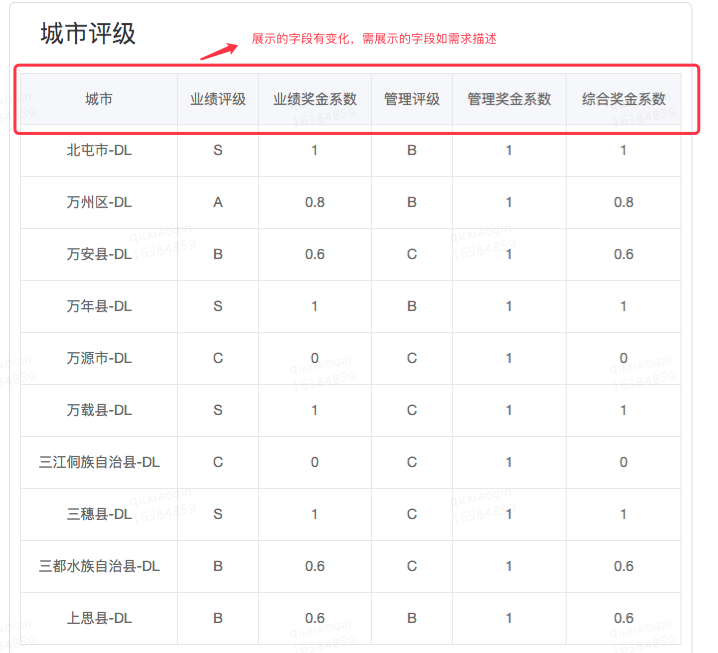 城市评级
展示的字段有变化，需展示的字段如需求描述
城市 业绩评级 业绩奖金系数 管理评级 管理奖金系数 综合奖金系数
北屯市-DL S 1 B 1 1
万州区-DL A 0.8 B 1 0.8
万安县-DL B 0.6 C 1 0.6
万年县-DL S 1 B 1 1
万源市-DL C 0 C 1 0
万载县-DL S 1 C 1 1
三江侗族自治县-DL C 0 C 1 0
三穗县-DL S 1 C 1 1
三都水族自治县-DL B 0.6 C 1 0.6
上思县-DL B 0.6 B 1 0.6
quxiaoqin
16384859